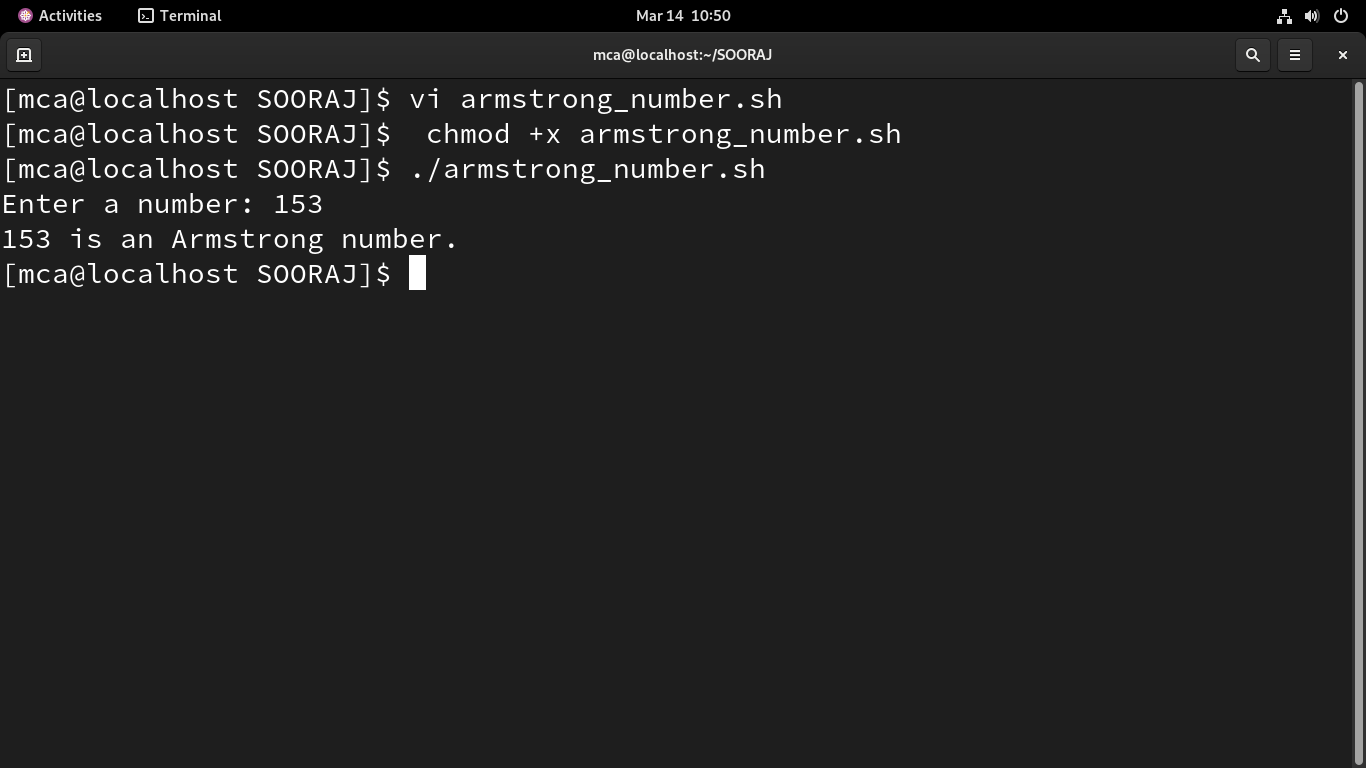 Activities Terminal Mar 14 10:50
mca@localhost:~/SOORAJ
[mca@localhost SOORAJ]$ vi armstrong_number.sh
[mca@localhost SOORAJ]$  chmod +x armstrong_number.sh
[mca@localhost SOORAJ]$ ./armstrong_number.sh
Enter a number: 153
153 is an Armstrong number.
[mca@localhost SOORAJ]$